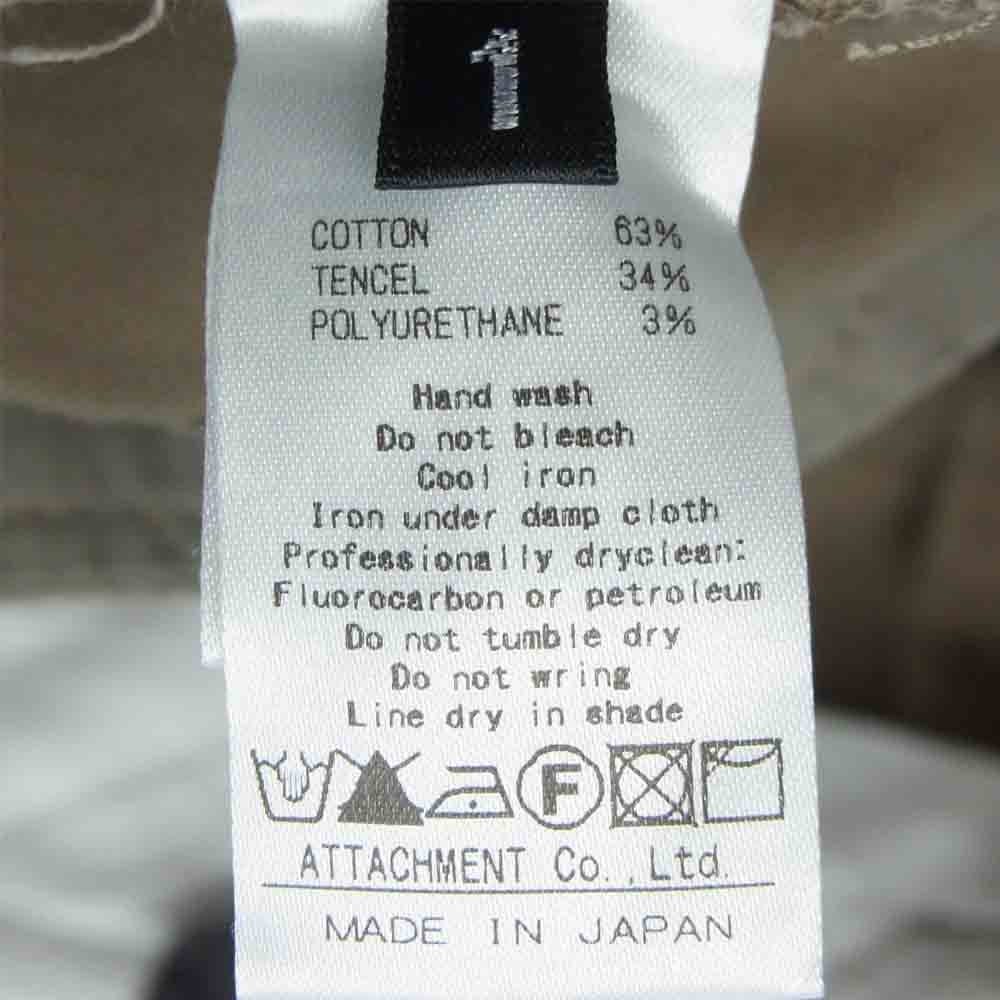 1
COTTON 63%
TENCEL 34%
POLYURETHANE 3%
Hand wash
Do not bleach
Cool iron
Iron under damp cloth
Professionally dryclean:
Fluorocarbon or petroleum
Do not tumble dry
Do not wring
Line dry in shade
F
ATTACHMENT Co.,Ltd.
MADE IN JAPAN